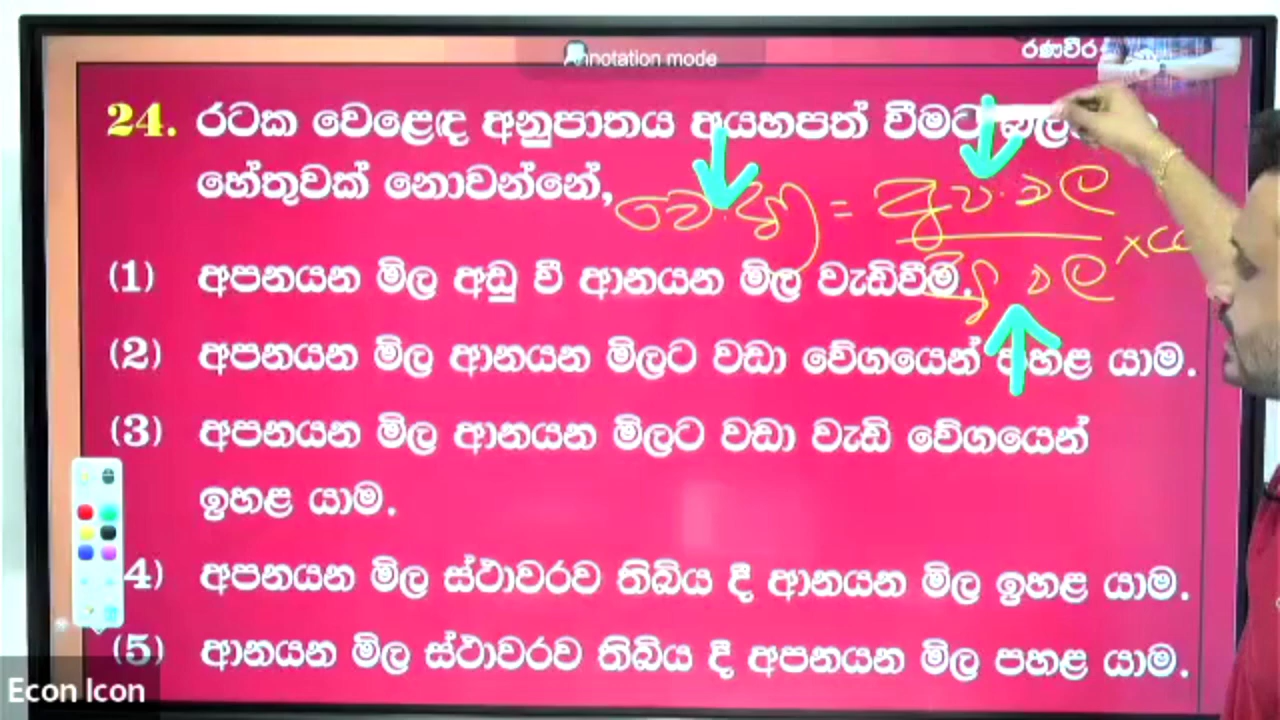 Annotation mode
24. රටක වෙළෙඳ අනුපාතය අයහපත් වීමට
හේතුවක් නොවන්නේ,
(1) අපනයන මිල අඩු වී ආනයන මිල වැඩිවීම.
(2) අපනයන මිල ආනයන මිලට වඩා වේගයෙන් පහළ යාම.
(3) අපනයන මිල ආනයන මිලට වඩා වැඩි වේගයෙන්
ඉහළ යාම.
4) අපනයන මිල ස්ථාවරව තිබිය දී ආනයන මිල ඉහළ යාම.
(5) ආනයන මිල ස්ථාවරව තිබිය දී අපනයන මිල පහළ යාම.
Econ Icon